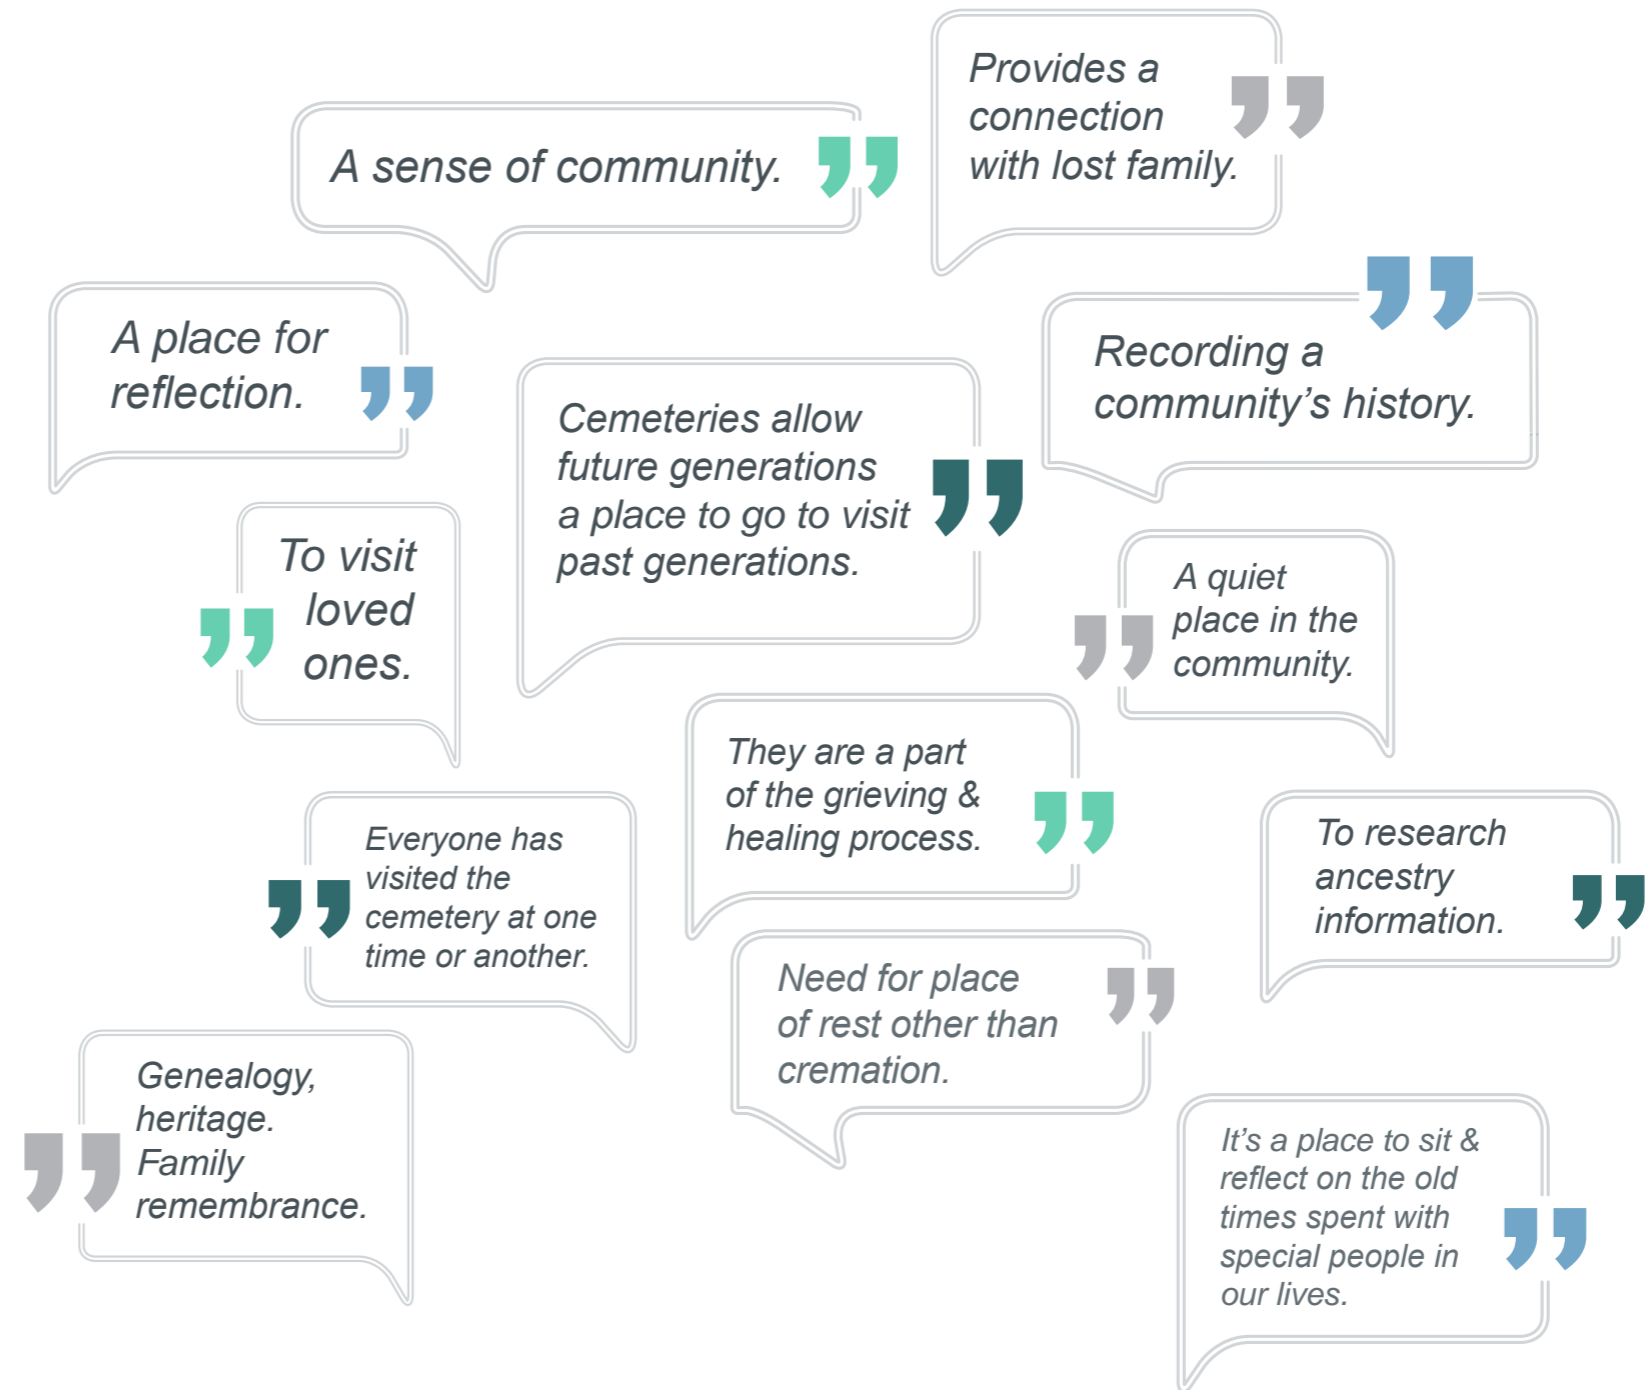 Provides a
connection
with lost family.
A sense of community.
A place for
reflection.
Recording a
community’s history.
Cemeteries allow
future generations
a place to go to visit
past generations.
To visit
loved
ones.
A quiet
place in the
community.
They are a part
of the grieving &
healing process.
Everyone has
visited the
cemetery at one
time or another.
To research
ancestry
information.
Need for place
of rest other than
cremation.
Genealogy,
heritage.
Family
remembrance.
It’s a place to sit &
reflect on the old
times spent with
special people in
our lives.